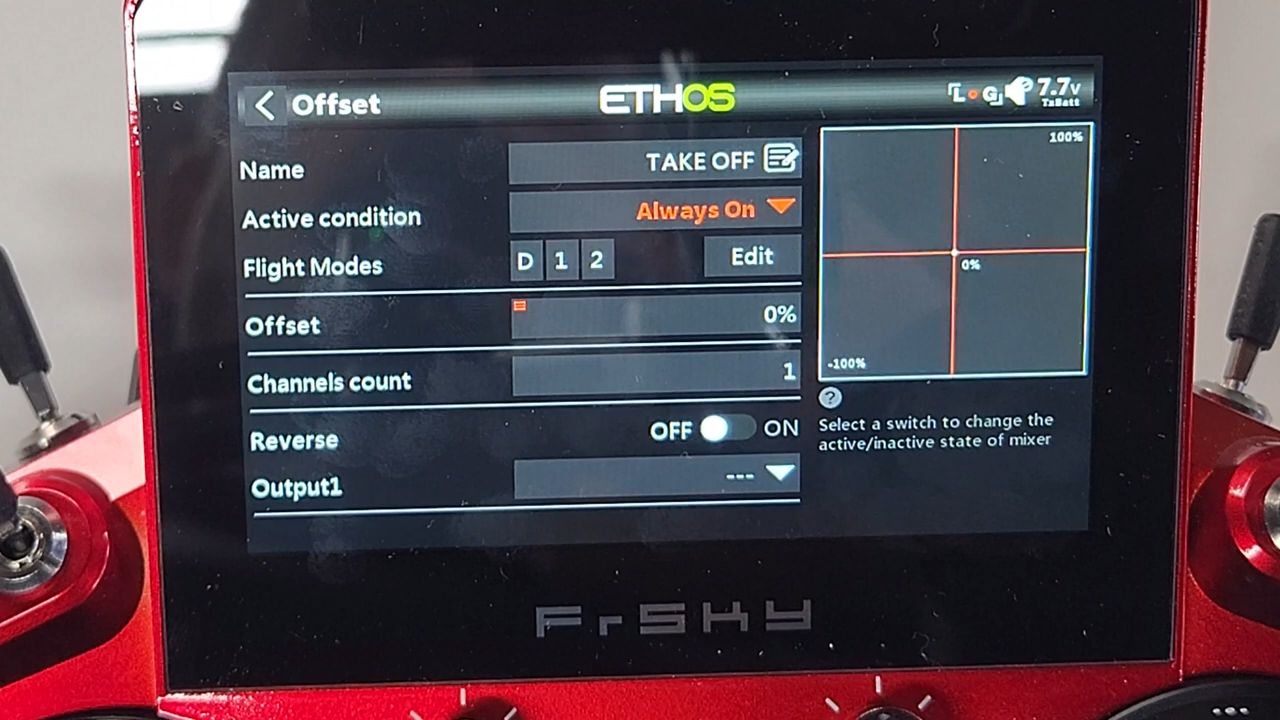 Offset
ETHOS
LOG
7.7V
TxBatt
Name
TAKE OFF
Active condition
Always On
Flight Modes
D 1 2
Edit
Offset
0%
Channels count
1
Reverse
OFF ON
Output1
---
100%
0%
-100%
?
Select a switch to change the
active/inactive state of mixer
FrSKY